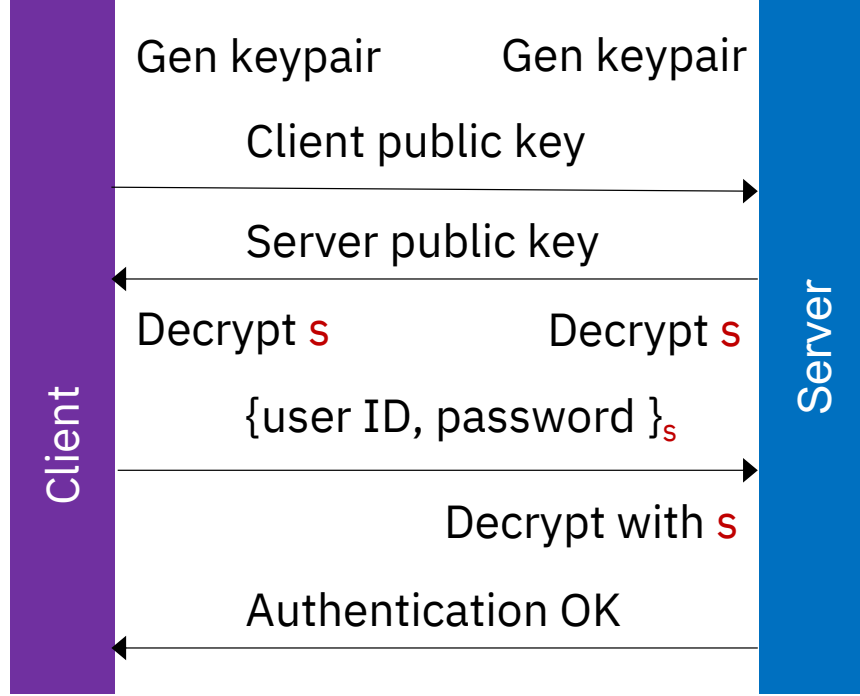 Gen keypair
Gen keypair
Client public key
Server public key
Decrypt s
Decrypt s
{user ID, password }s
Decrypt with s
Authentication OK
Client
Server